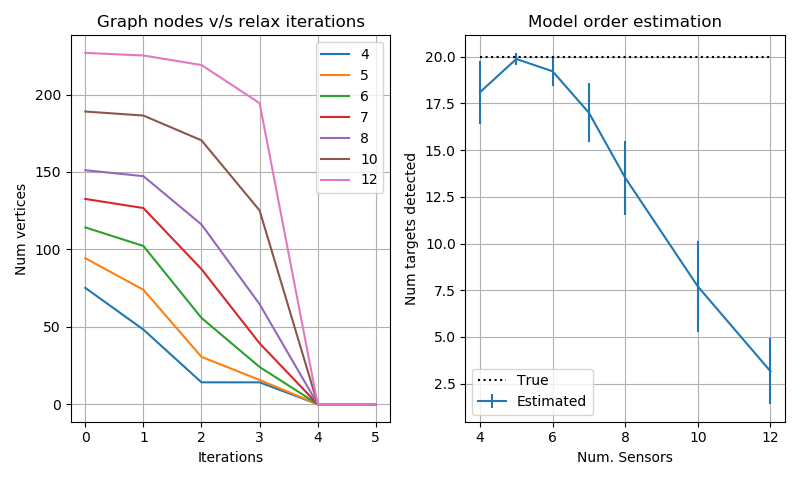 Graph nodes v/s relax iterations
Num vertices
200
150
100
50
0
0 1 2 3 4 5
Iterations
4
5
6
7
8
10
12
Model order estimation
Num targets detected
20.0
17.5
15.0
12.5
10.0
7.5
5.0
2.5
4 6 8 10 12
Num. Sensors
True
Estimated